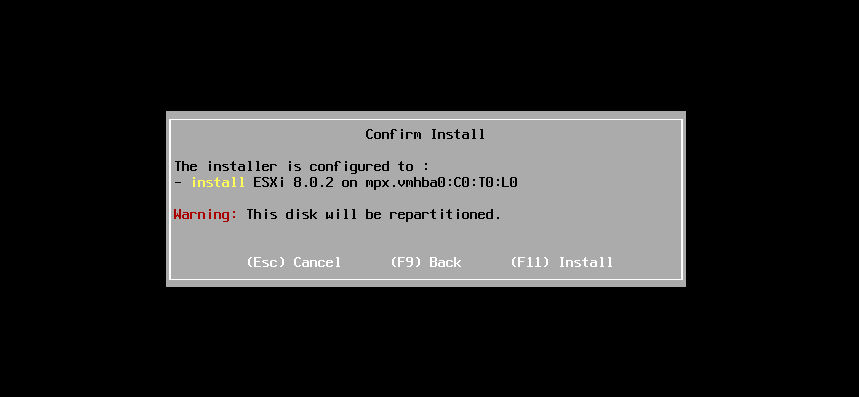 Confirm Install
The installer is configured to :
- install ESXi 8.0.2 on mpx.vmhba0:C0:T0:L0
Warning: This disk will be repartitioned.
(Esc) Cancel (F9) Back (F11) Install